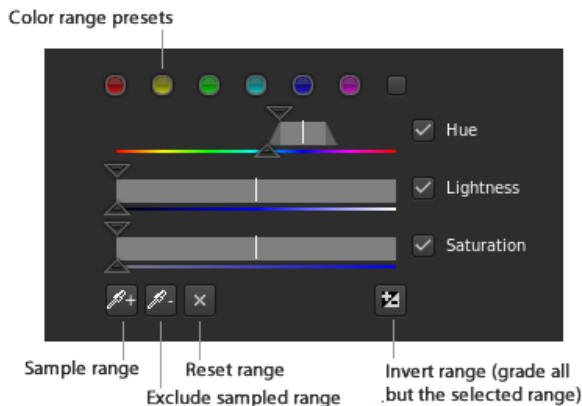 Color range presets
Hue
Lightness
Saturation
Sample range
Reset range
Exclude sampled range
Invert range (grade all
but the selected range)